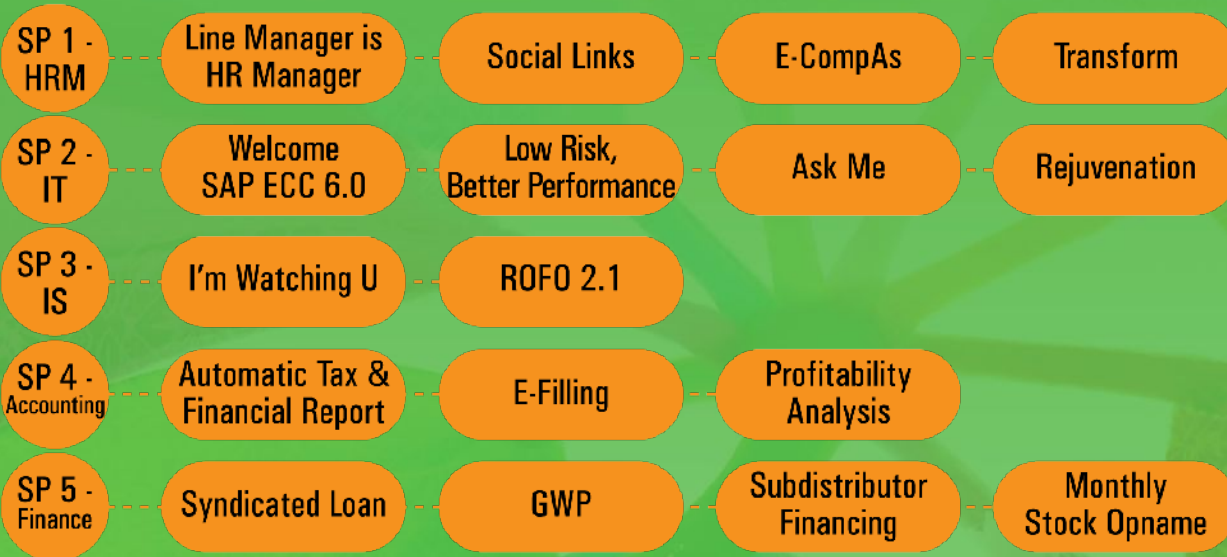 SP 1 -
HRM
Line Manager is
HR Manager
Social Links
E-CompAs
Transform
SP 2 -
IT
Welcome
SAP ECC 6.0
Low Risk,
Better Performance
Ask Me
Rejuvenation
SP 3 -
IS
I'm Watching U
ROFO 2.1
SP 4 -
Accounting
Automatic Tax &
Financial Report
E-Filling
Profitability
Analysis
SP 5 -
Finance
Syndicated Loan
GWP
Subdistributor
Financing
Monthly
Stock Opname